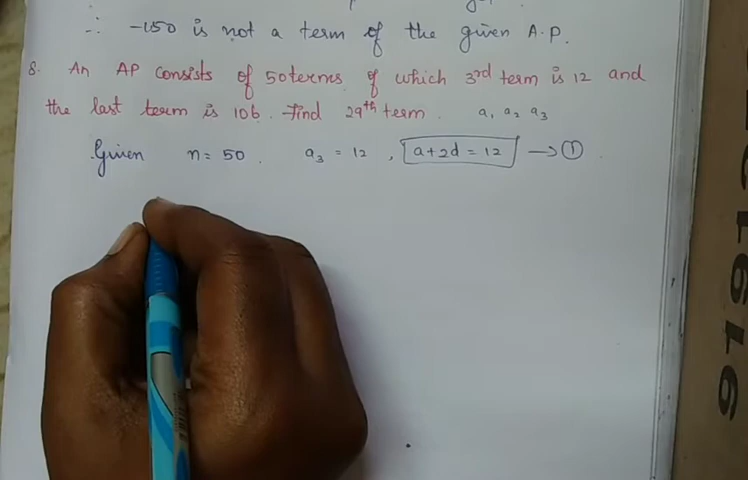 ∴ -150 is not a term of the given A.P.
8. An AP consists of 50 terms of which 3rd term is 12 and
the last term is 106. Find 29th term. a₁ a₂ a₃
Given n = 50. a₃ = 12, a+2d = 12 → ①
9191